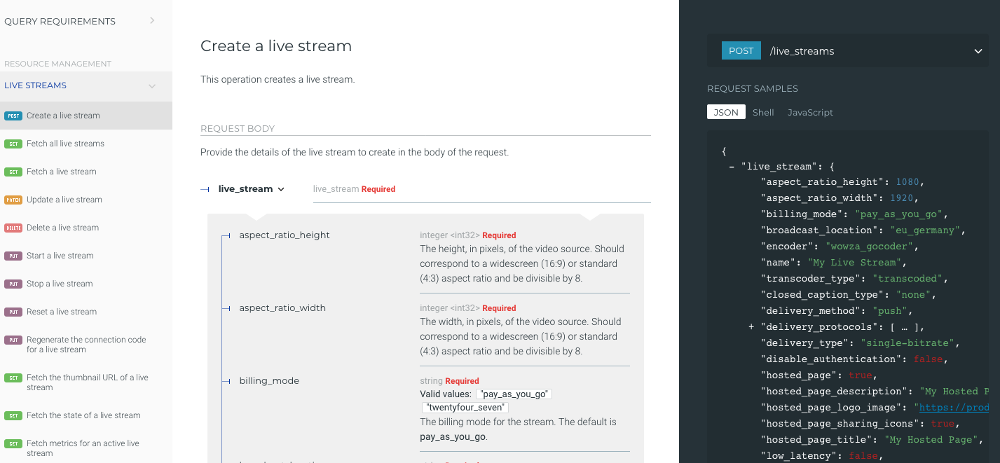 QUERY REQUIREMENTS
RESOURCE MANAGEMENT
LIVE STREAMS
POST Create a live stream
GET Fetch all live streams
GET Fetch a live stream
PATCH Update a live stream
DELETE Delete a live stream
PUT Start a live stream
PUT Stop a live stream
PUT Reset a live stream
PUT Regenerate the connection code
for a live stream
GET Fetch the thumbnail URL of a live
stream
GET Fetch the state of a live stream
GET Fetch metrics for an active live
stream
Create a live stream
This operation creates a live stream.
REQUEST BODY
Provide the details of the live stream to create in the body of the request.
live_stream live_stream Required
aspect_ratio_height integer <int32> Required
The height, in pixels, of the video source. Should
correspond to a widescreen (16:9) or standard
(4:3) aspect ratio and be divisible by 8.
aspect_ratio_width integer <int32> Required
The width, in pixels, of the video source. Should
correspond to a widescreen (16:9) or standard
(4:3) aspect ratio and be divisible by 8.
billing_mode string Required
Valid values: "pay_as_you_go"
"twentyfour_seven"
The billing mode for the stream. The default is
pay_as_you_go.
POST /live_streams
REQUEST SAMPLES
JSON Shell JavaScript
{
– "live_stream": {
"aspect_ratio_height": 1080,
"aspect_ratio_width": 1920,
"billing_mode": "pay_as_you_go",
"broadcast_location": "eu_germany",
"encoder": "wowza_gocoder",
"name": "My Live Stream",
"transcoder_type": "transcoded",
"closed_caption_type": "none",
"delivery_method": "push",
+ "delivery_protocols": [ … ],
"delivery_type": "single-bitrate",
"disable_authentication": false,
"hosted_page": true,
"hosted_page_description": "My Hosted P
"hosted_page_logo_image": "https://prod
"hosted_page_sharing_icons": true,
"hosted_page_title": "My Hosted Page",
"low_latency": false,